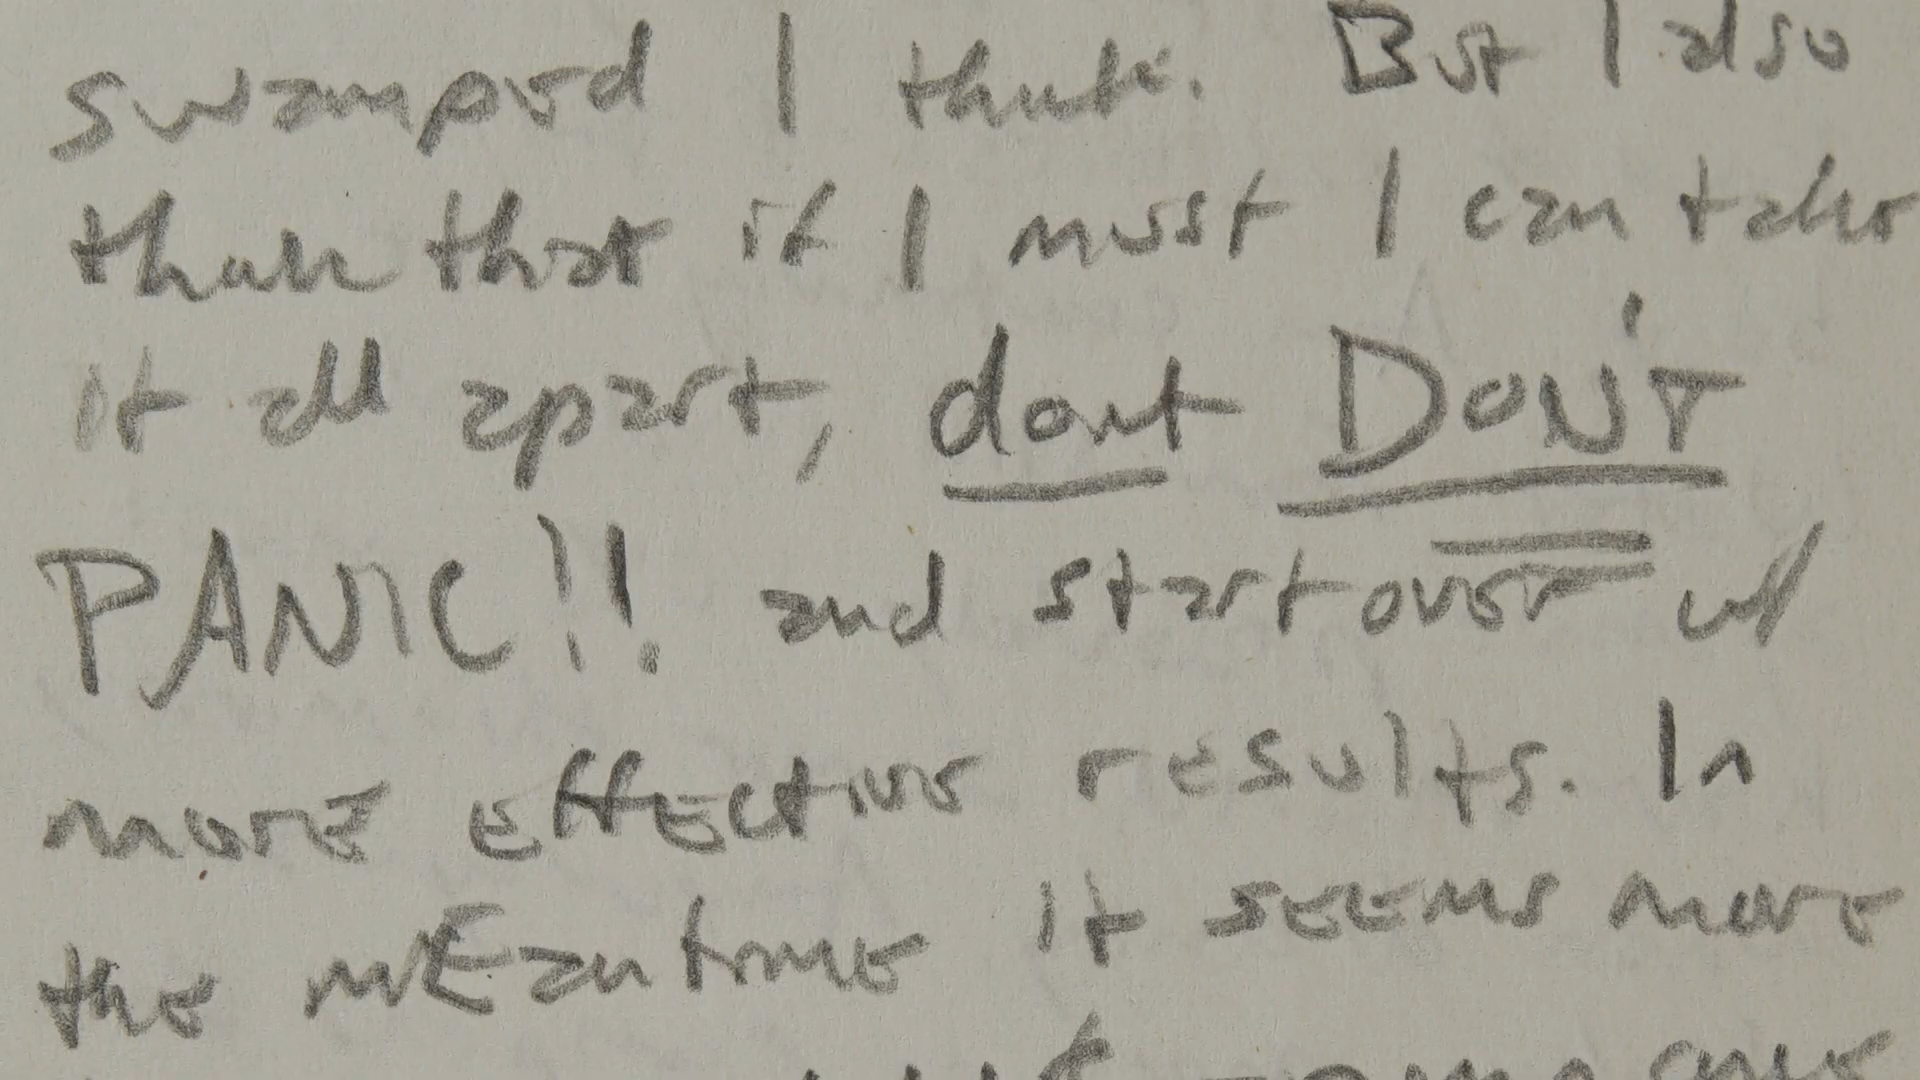 swamped I think. But I also
think that if I must I can take
it all apart, dont DON'T
PANIC!! and start over w/
more effective results. In
the meantime it seems more